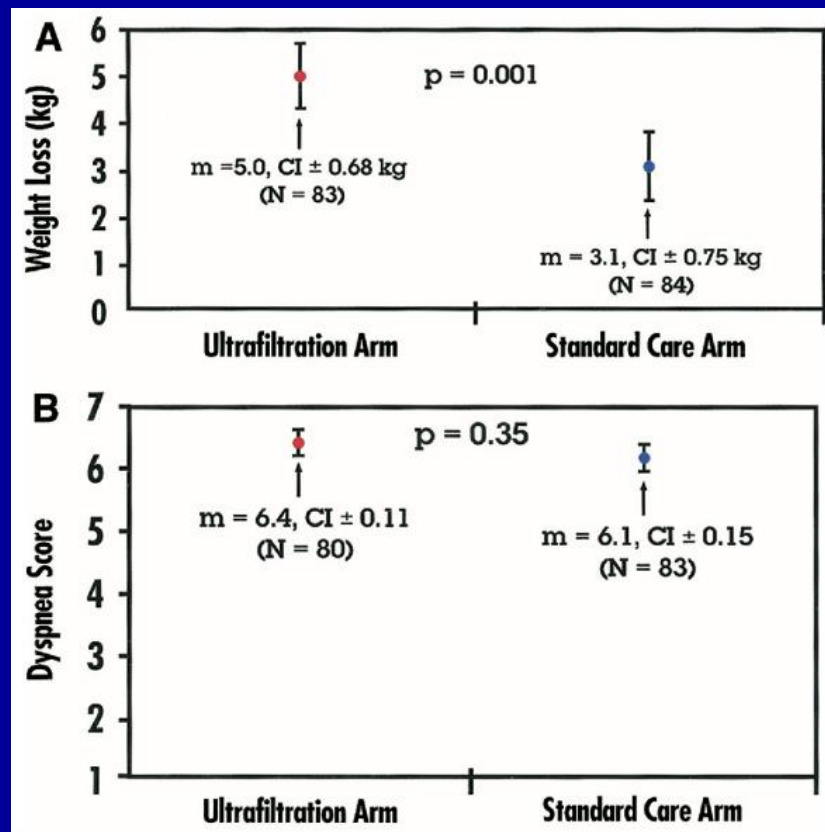 A
6
5
4
3
2
1
0
Weight Loss (kg)
p = 0.001
m =5.0, CI ± 0.68 kg
(N = 83)
m = 3.1, CI ± 0.75 kg
(N = 84)
Ultrafiltration Arm
Standard Care Arm
B
7
6
5
4
3
2
1
Dyspnea Score
p = 0.35
m = 6.4, CI ± 0.11
(N = 80)
m = 6.1, CI ± 0.15
(N = 83)
Ultrafiltration Arm
Standard Care Arm